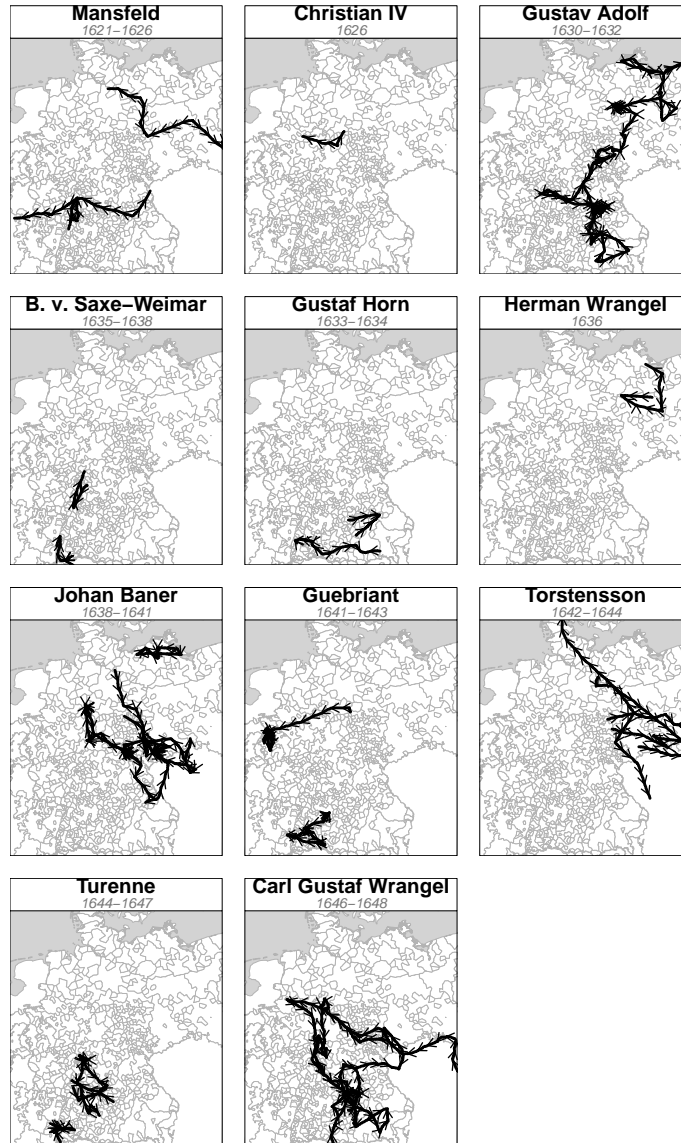 Mansfeld
1621−1626
Christian IV
1626
Gustav Adolf
1630−1632
B. v. Saxe−Weimar
1635−1638
Gustaf Horn
1633−1634
Herman Wrangel
1636
Johan Baner
1638−1641
Guebriant
1641−1643
Torstensson
1642−1644
Turenne
1644−1647
Carl Gustaf Wrangel
1646−1648